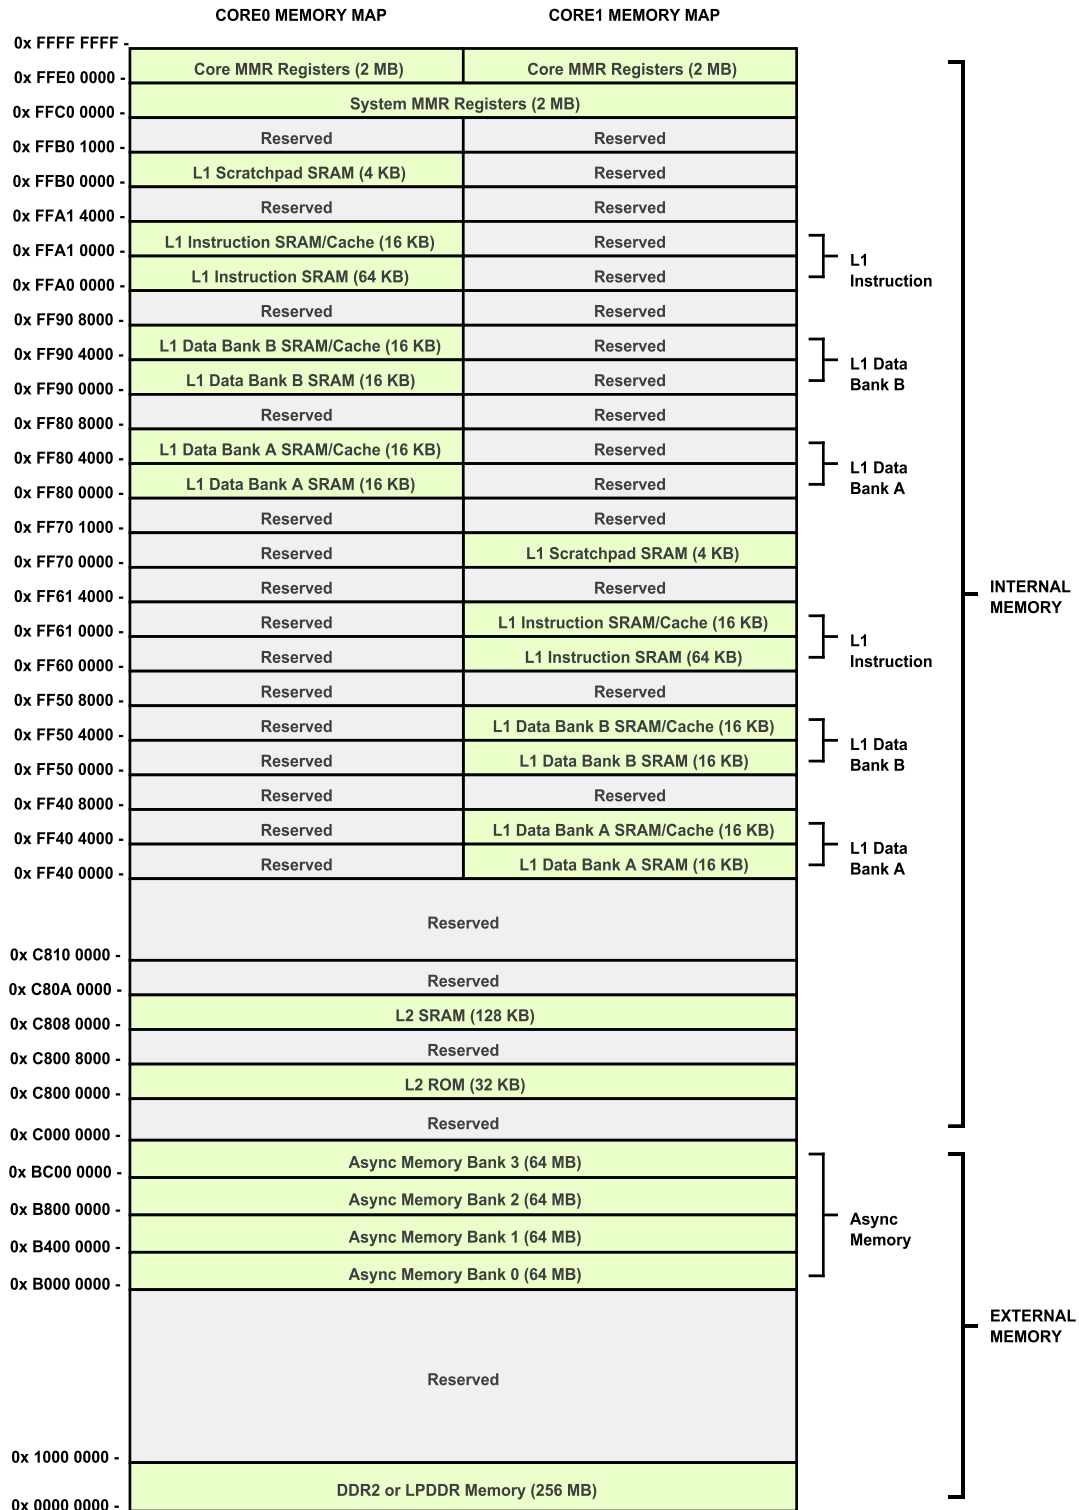 CORE0 MEMORY MAP CORE1 MEMORY MAP
0x FFFF FFFF -
Core MMR Registers (2 MB) Core MMR Registers (2 MB)
0x FFE0 0000 -
System MMR Registers (2 MB)
0x FFC0 0000 -
Reserved Reserved
0x FFB0 1000 -
L1 Scratchpad SRAM (4 KB) Reserved
0x FFB0 0000 -
Reserved Reserved
0x FFA1 4000 -
L1 Instruction SRAM/Cache (16 KB) Reserved
0x FFA1 0000 -
L1 Instruction SRAM (64 KB) Reserved
0x FFA0 0000 -
L1
Instruction
Reserved Reserved
0x FF90 8000 -
L1 Data Bank B SRAM/Cache (16 KB) Reserved
0x FF90 4000 -
L1 Data Bank B SRAM (16 KB) Reserved
0x FF90 0000 -
L1 Data
Bank B
Reserved Reserved
0x FF80 8000 -
L1 Data Bank A SRAM/Cache (16 KB) Reserved
0x FF80 4000 -
L1 Data Bank A SRAM (16 KB) Reserved
0x FF80 0000 -
L1 Data
Bank A
Reserved Reserved
0x FF70 1000 -
Reserved L1 Scratchpad SRAM (4 KB)
0x FF70 0000 -
Reserved Reserved
0x FF61 4000 -
INTERNAL
MEMORY
Reserved L1 Instruction SRAM/Cache (16 KB)
0x FF61 0000 -
Reserved L1 Instruction SRAM (64 KB)
0x FF60 0000 -
L1
Instruction
Reserved Reserved
0x FF50 8000 -
Reserved L1 Data Bank B SRAM/Cache (16 KB)
0x FF50 4000 -
Reserved L1 Data Bank B SRAM (16 KB)
0x FF50 0000 -
L1 Data
Bank B
Reserved Reserved
0x FF40 8000 -
Reserved L1 Data Bank A SRAM/Cache (16 KB)
0x FF40 4000 -
Reserved L1 Data Bank A SRAM (16 KB)
0x FF40 0000 -
L1 Data
Bank A
Reserved
0x C810 0000 -
Reserved
0x C80A 0000 -
L2 SRAM (128 KB)
0x C808 0000 -
Reserved
0x C800 8000 -
L2 ROM (32 KB)
0x C800 0000 -
Reserved
0x C000 0000 -
Async Memory Bank 3 (64 MB)
0x BC00 0000 -
Async Memory Bank 2 (64 MB)
0x B800 0000 -
Async Memory Bank 1 (64 MB)
0x B400 0000 -
Async Memory Bank 0 (64 MB)
0x B000 0000 -
Async
Memory
EXTERNAL
MEMORY
Reserved
0x 1000 0000 -
DDR2 or LPDDR Memory (256 MB)
0x 0000 0000 -